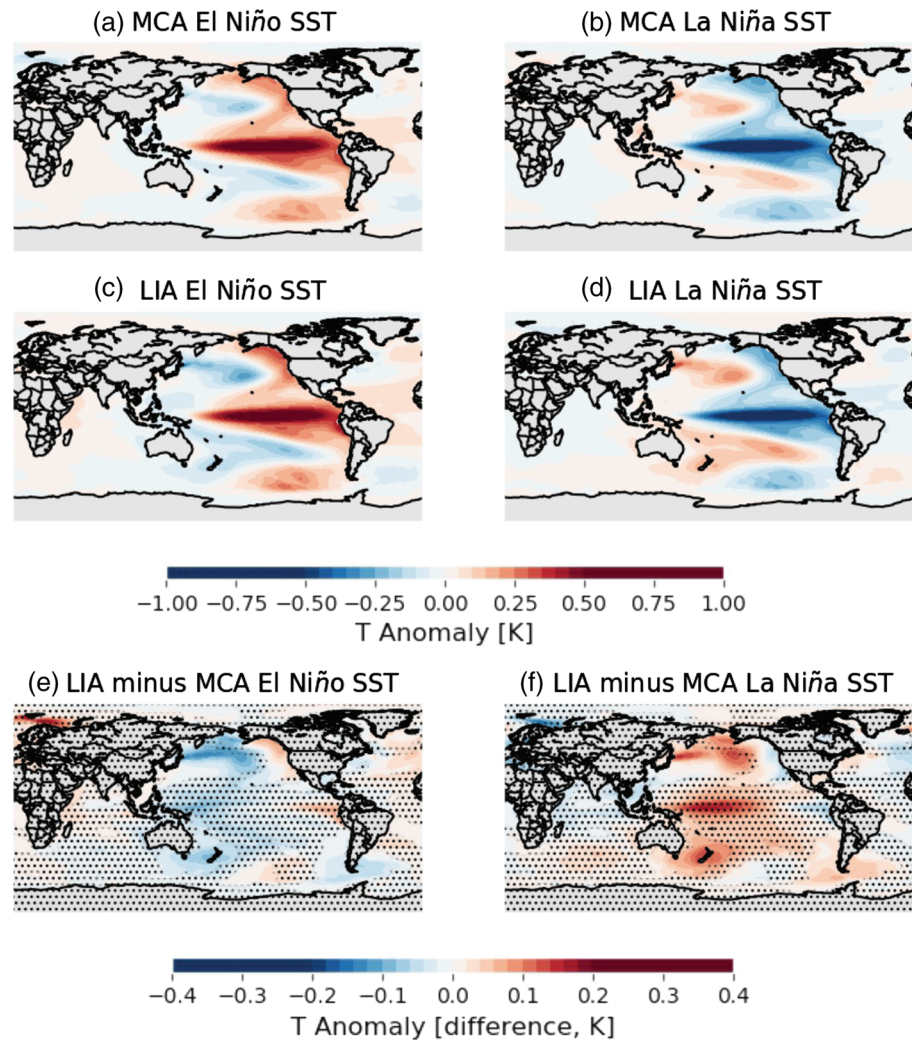 (a) MCA El Niño SST
(b) MCA La Niña SST
(c) LIA El Niño SST
(d) LIA La Niña SST
−1.00 −0.75 −0.50 −0.25 0.00 0.25 0.50 0.75 1.00
T Anomaly [K]
(e) LIA minus MCA El Niño SST
(f) LIA minus MCA La Niña SST
−0.4 −0.3 −0.2 −0.1 0.0 0.1 0.2 0.3 0.4
T Anomaly [difference, K]